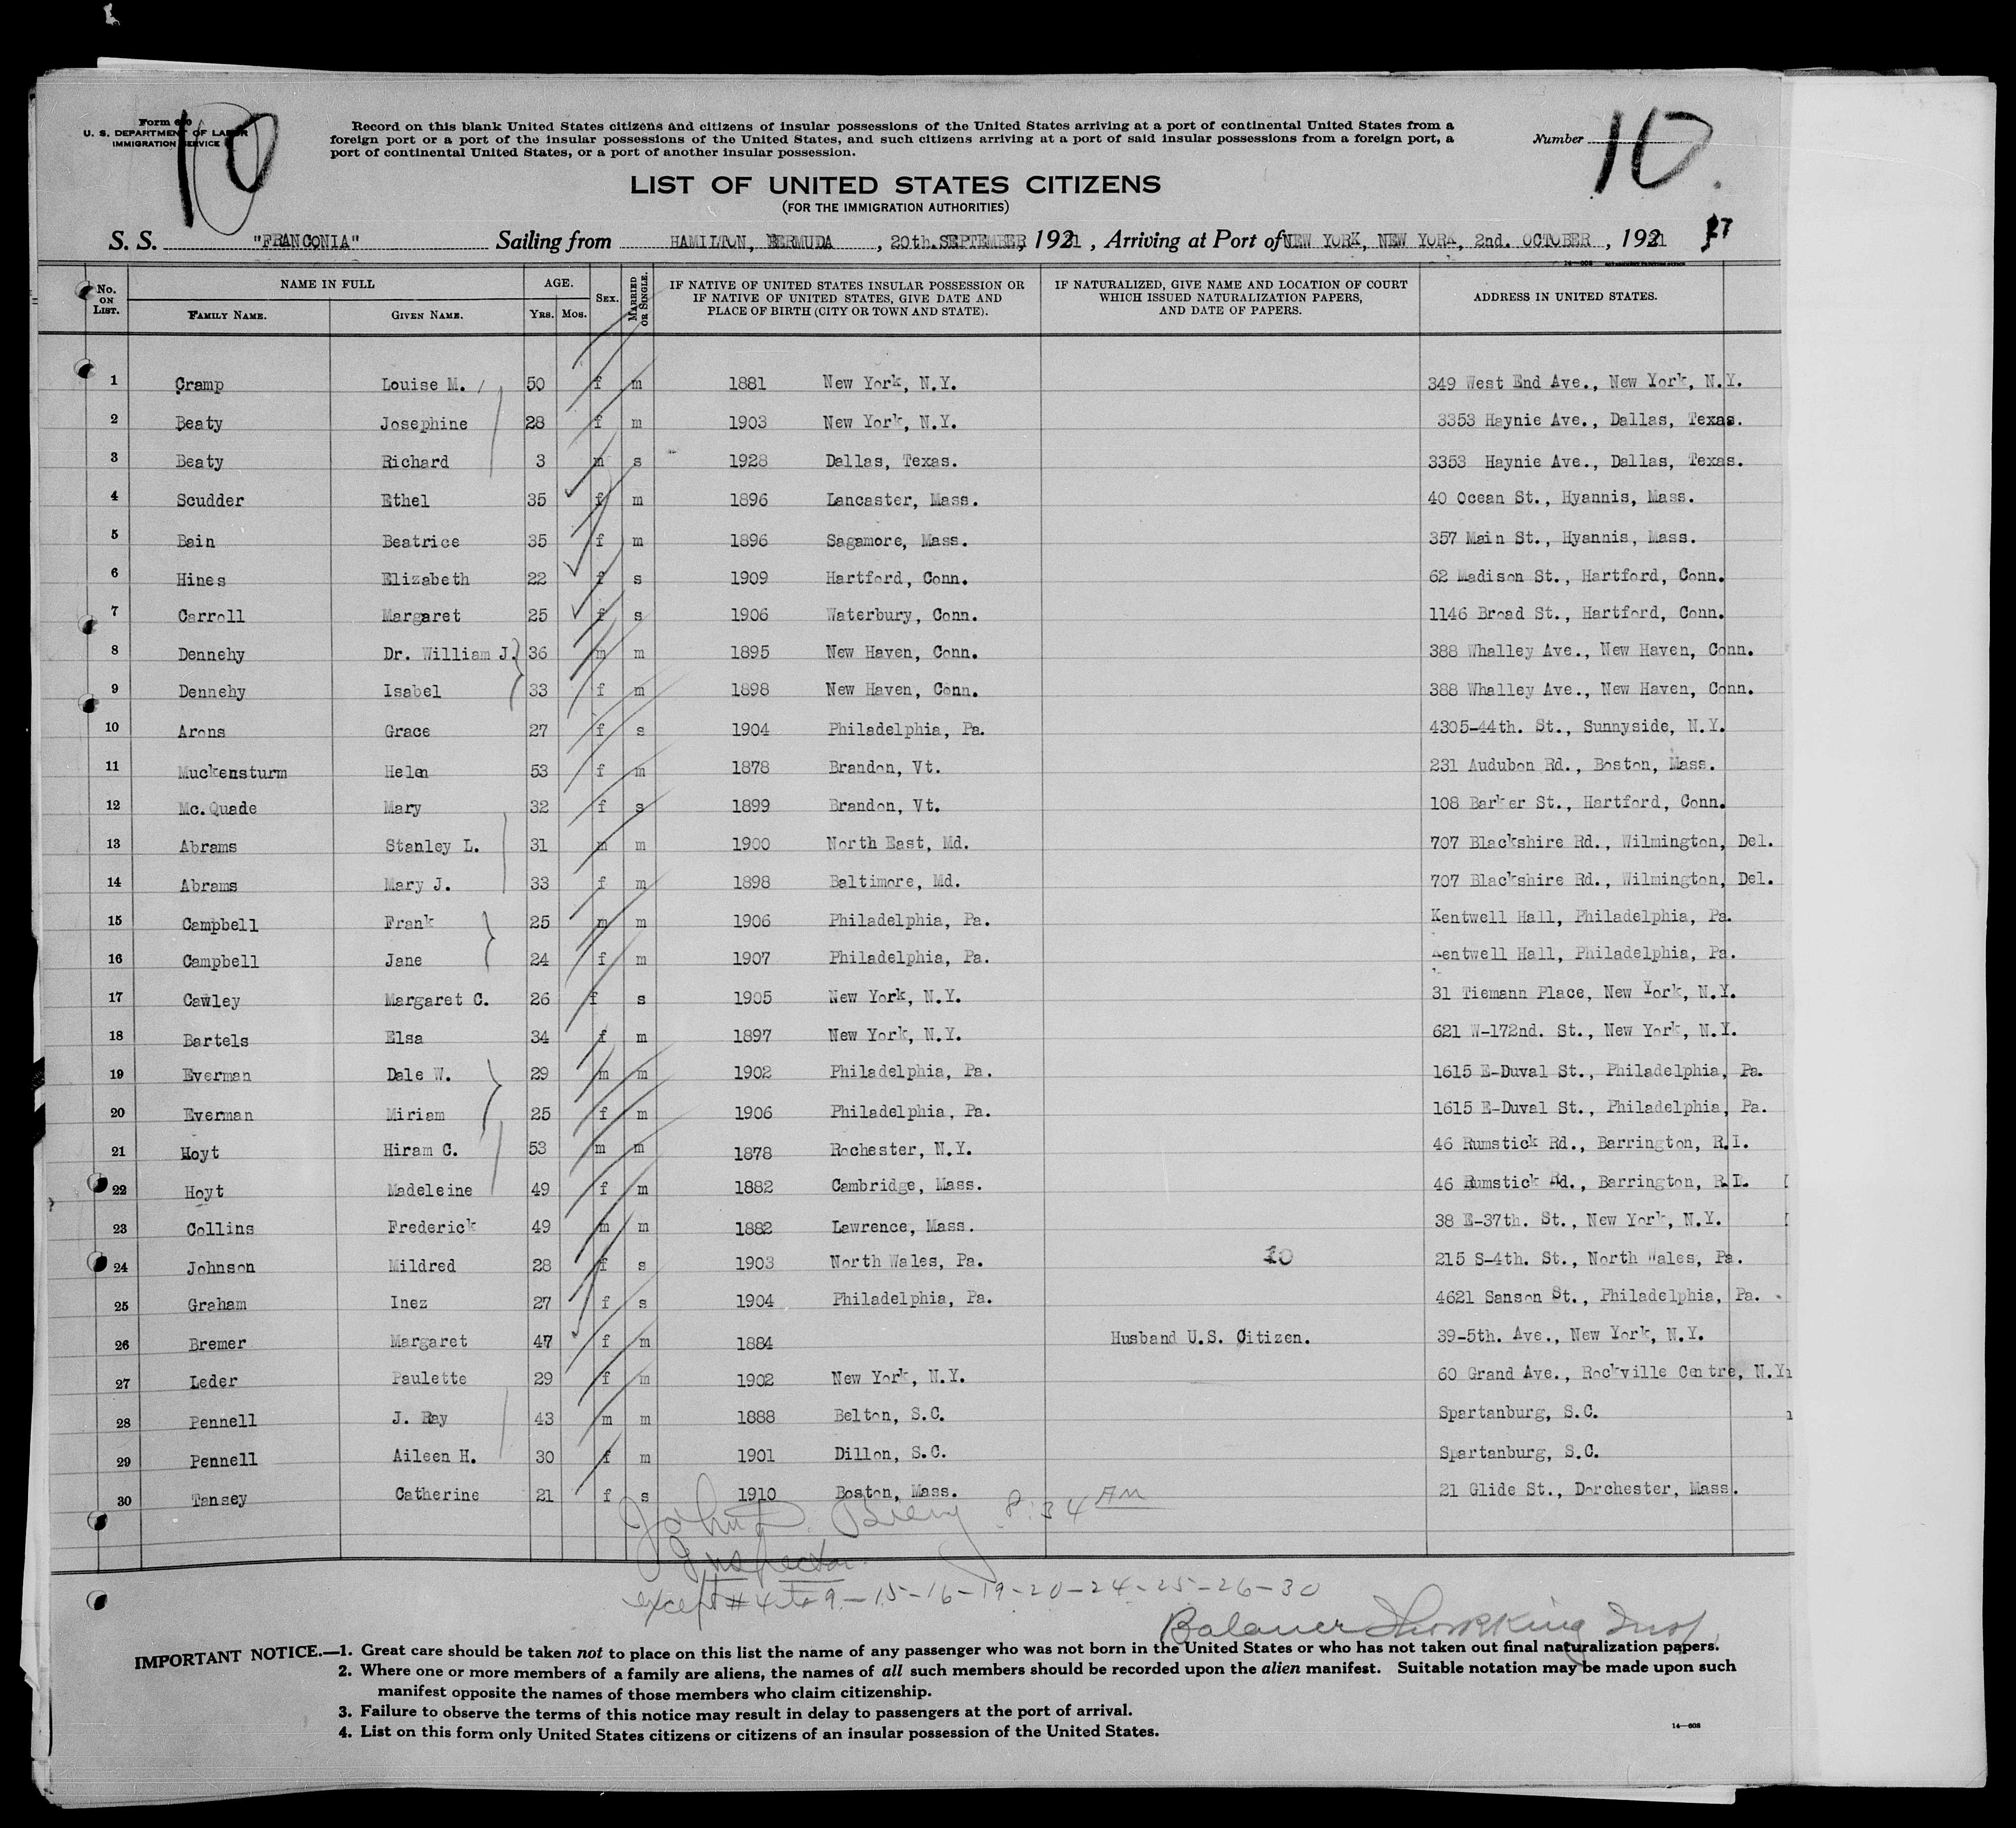 Form 630
U. S. DEPARTMENT OF LABOR
IMMIGRATION SERVICE
10
Record on this blank United States citizens and citizens of insular possessions of the United States arriving at a port of continental United States from a
foreign port or a port of the insular possessions of the United States, and such citizens arriving at a port of said insular possessions from a foreign port, a
port of continental United States, or a port of another insular possession.
Number 10.
LIST OF UNITED STATES CITIZENS
(FOR THE IMMIGRATION AUTHORITIES)
S. S. "FRANCONIA" Sailing from HAMILTON, BERMUDA , 20th.SEPTEMBER, 1931 , Arriving at Port of NEW YORK, NEW YORK, 2nd. OCTOBER , 1931
No. ON LIST. NAME IN FULL FAMILY NAME. GIVEN NAME. AGE. YRS. MOS. SEX. MARRIED OR SINGLE. IF NATIVE OF UNITED STATES INSULAR POSSESSION OR IF NATIVE OF UNITED STATES, GIVE DATE AND PLACE OF BIRTH (CITY OR TOWN AND STATE). IF NATURALIZED, GIVE NAME AND LOCATION OF COURT WHICH ISSUED NATURALIZATION PAPERS, AND DATE OF PAPERS. ADDRESS IN UNITED STATES.
1 Cramp Louise M. 50 f m 1881 New York, N.Y. 349 West End Ave., New York, N.Y.
2 Beaty Josephine 28 f m 1903 New York, N.Y. 3353 Haynie Ave., Dallas, Texas.
3 Beaty Richard 3 m s 1928 Dallas, Texas. 3353 Haynie Ave., Dallas, Texas.
4 Scudder Ethel 35 f m 1896 Lancaster, Mass. 40 Ocean St., Hyannis, Mass.
5 Bain Beatrice 35 f m 1896 Sagamore, Mass. 357 Main St., Hyannis, Mass.
6 Hines Elizabeth 22 f s 1909 Hartford, Conn. 62 Madison St., Hartford, Conn.
7 Carroll Margaret 25 f s 1906 Waterbury, Conn. 1146 Broad St., Hartford, Conn.
8 Dennehy Dr. William J. 36 m m 1895 New Haven, Conn. 388 Whalley Ave., New Haven, Conn.
9 Dennehy Isabel 33 f m 1898 New Haven, Conn. 388 Whalley Ave., New Haven, Conn.
10 Arons Grace 27 f s 1904 Philadelphia, Pa. 4305-44th. St., Sunnyside, N.Y.
11 Muckensturm Helen 53 f m 1878 Brandon, Vt. 231 Audubon Rd., Boston, Mass.
12 Mc.Quade Mary 32 f s 1899 Brandon, Vt. 108 Barker St., Hartford, Conn.
13 Abrams Stanley L. 31 m m 1900 North East, Md. 707 Blackshire Rd., Wilmington, Del.
14 Abrams Mary J. 33 f m 1898 Baltimore, Md. 707 Blackshire Rd., Wilmington, Del.
15 Campbell Frank 25 m m 1906 Philadelphia, Pa. Kentwell Hall, Philadelphia, Pa.
16 Campbell Jane 24 f m 1907 Philadelphia, Pa. Kentwell Hall, Philadelphia, Pa.
17 Cawley Margaret C. 26 f s 1905 New York, N.Y. 31 Tiemann Place, New York, N.Y.
18 Bartels Elsa 34 f m 1897 New York, N.Y. 621 W-172nd. St., New York, N.Y.
19 Everman Dale W. 29 m m 1902 Philadelphia, Pa. 1615 E-Duval St., Philadelphia, Pa.
20 Everman Miriam 25 f m 1906 Philadelphia, Pa. 1615 E-Duval St., Philadelphia, Pa.
21 Hoyt Hiram C. 53 m m 1878 Rochester, N.Y. 46 Rumstick Rd., Barrington, R.I.
22 Hoyt Madeleine 49 f m 1882 Cambridge, Mass. 46 Rumstick Rd., Barrington, R.I.
23 Collins Frederick 49 m m 1882 Lawrence, Mass. 38 E-37th. St., New York, N.Y.
24 Johnson Mildred 28 f s 1903 North Wales, Pa. 10 215 S-4th. St., North Wales, Pa.
25 Graham Inez 27 f s 1904 Philadelphia, Pa. 4621 Sanson St., Philadelphia, Pa.
26 Bremer Margaret 47 f m 1884 Husband U.S. Citizen. 39-5th. Ave., New York, N.Y.
27 Leder Paulette 29 f m 1902 New York, N.Y. 60 Grand Ave., Rockville Centre, N.Y.
28 Pennell J. Ray 43 m m 1888 Belton, S.C. Spartanburg, S.C.
29 Pennell Aileen H. 30 f m 1901 Dillon, S.C. Spartanburg, S.C.
30 Tansey Catherine 21 f s 1910 Boston, Mass. 21 Glide St., Dorchester, Mass.
John 8:34 AM
Inspector
except # 4 to 9 - 15 - 16 - 19 - 20 - 24 - 25 - 26 - 30
IMPORTANT NOTICE.—1. Great care should be taken not to place on this list the name of any passenger who was not born in the United States or who has not taken out final naturalization papers.
2. Where one or more members of a family are aliens, the names of all such members should be recorded upon the alien manifest. Suitable notation may be made upon such
manifest opposite the names of those members who claim citizenship.
3. Failure to observe the terms of this notice may result in delay to passengers at the port of arrival.
4. List on this form only United States citizens or citizens of an insular possession of the United States.
14—608